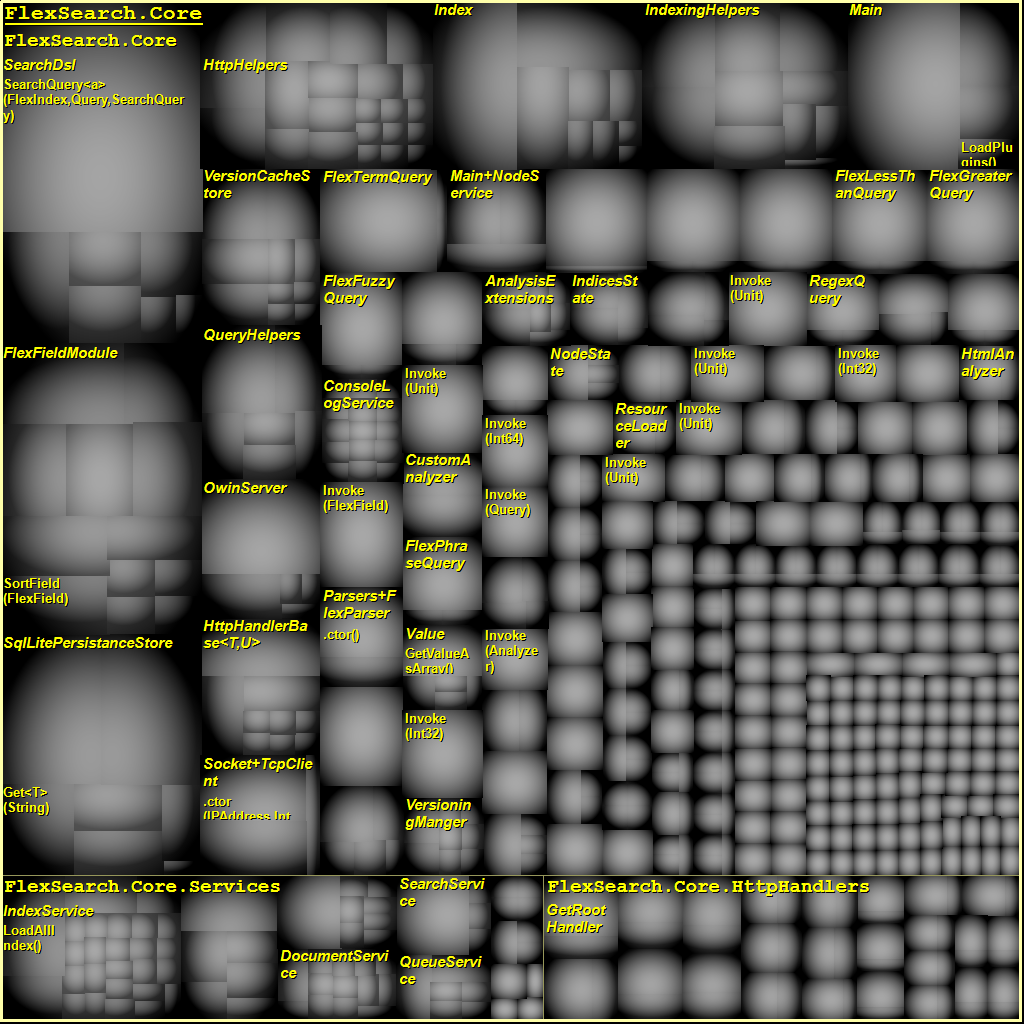 FlexSearch.Core
FlexSearch.Core
SearchDsl
SearchQuery<a>
(FlexIndex,Query,SearchQuer
y)
HttpHelpers
Index
IndexingHelpers
Main
LoadPlu
gins()
VersionCacheS
tore
FlexTermQuery
Main+NodeS
ervice
FlexLessTh
anQuery
FlexGreater
Query
FlexFuzzy
Query
AnalysisE
xtensions
IndicesSt
ate
Invoke
(Unit)
RegexQ
uery
QueryHelpers
FlexFieldModule
ConsoleL
ogService
Invoke
(Unit)
NodeSta
te
Invoke
(Unit)
Invoke
(Int32)
HtmlAn
alyzer
Invoke
(Int64)
Resour
ceLoad
er
Invoke
(Unit)
CustomA
nalyzer
Invoke
(Unit)
OwinServer
Invoke
(FlexField)
Invoke
(Query)
FlexPhra
seQuery
SortField
(FlexField)
Parsers+F
lexParser
.ctor()
HttpHandlerBa
se<T,U>
Value
GetValueA
sArray()
Invoke
(Analyze
r)
SqlLitePersistanceStore
Invoke
(Int32)
Socket+TcpClie
nt
.ctor
(IPAddress,Int
Get<T>
(String)
Versionin
gManger
FlexSearch.Core.Services
IndexService
LoadAllI
ndex()
DocumentServi
ce
SearchServi
ce
QueueServi
ce
FlexSearch.Core.HttpHandlers
GetRoot
Handler